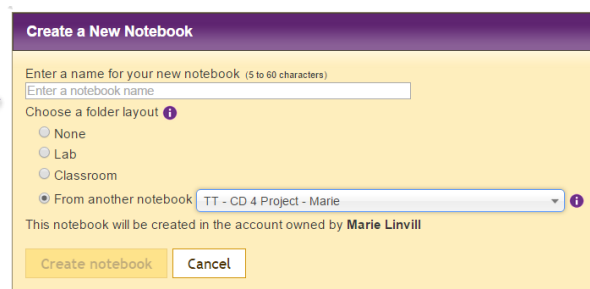 Create a New Notebook
Enter a name for your new notebook (5 to 60 characters)
Enter a notebook name
Choose a folder layout i
None
Lab
Classroom
From another notebook TT - CD 4 Project - Marie i
This notebook will be created in the account owned by Marie Linvill
Create notebook Cancel